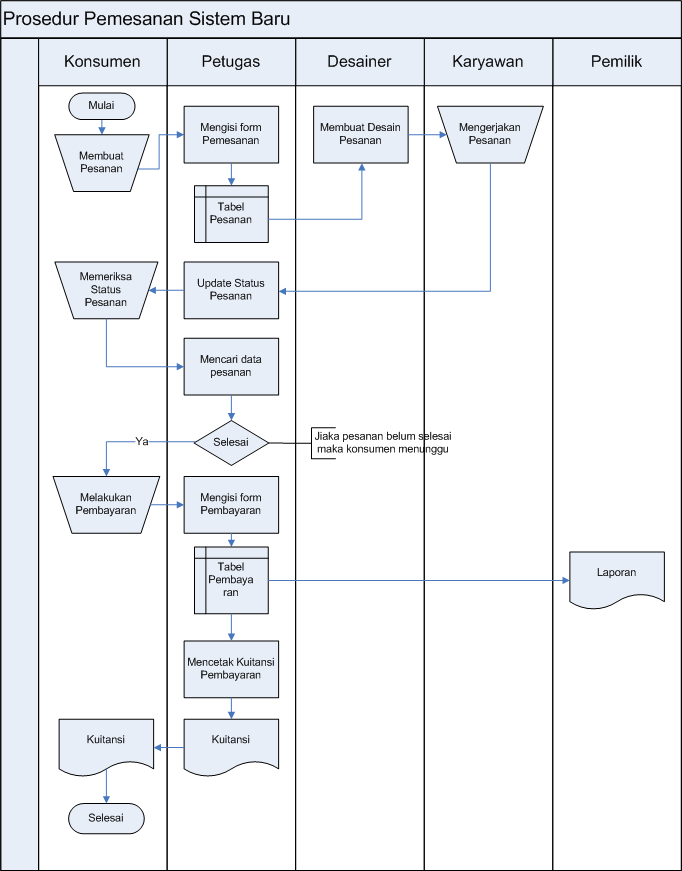 Prosedur Pemesanan Sistem Baru
Konsumen
Petugas
Desainer
Karyawan
Pemilik
Mulai
Membuat
Pesanan
Mengisi form
Pemesanan
Membuat Desain
Pesanan
Mengerjakan
Pesanan
Tabel
Pesanan
Memeriksa
Status
Pesanan
Update Status
Pesanan
Mencari data
pesanan
Ya
Selesai
Jiaka pesanan belum selesai
maka konsumen menunggu
Melakukan
Pembayaran
Mengisi form
Pembayaran
Tabel
Pembaya
ran
Laporan
Mencetak Kuitansi
Pembayaran
Kuitansi
Kuitansi
Selesai